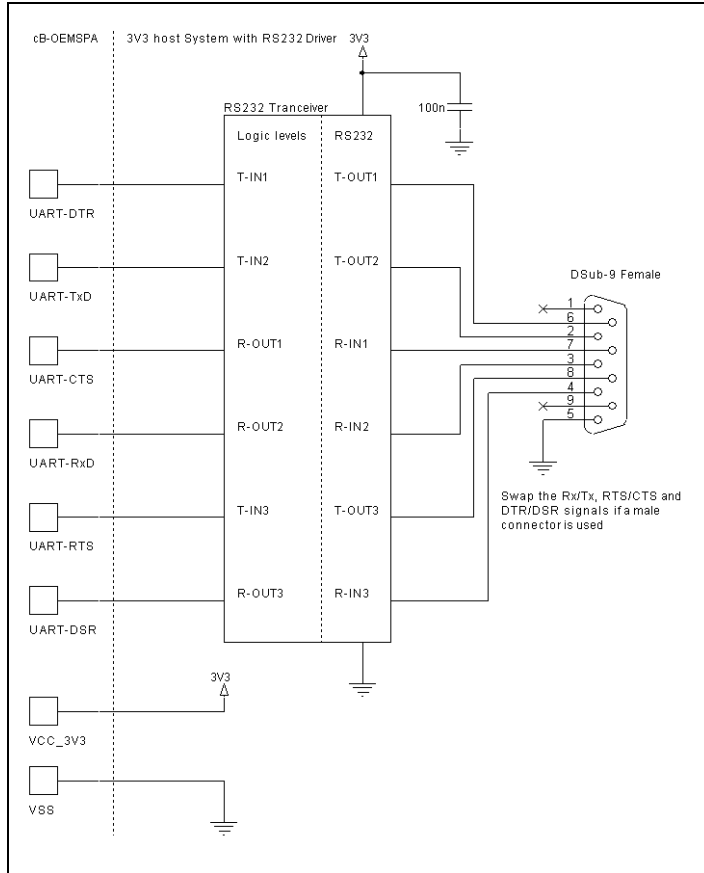 cB-OEMSPA
3V3 host System with RS232 Driver
3V3
100n
RS232 Tranceiver
Logic levels
RS232
T-IN1
T-OUT1
UART-DTR
T-IN2
T-OUT2
UART-TxD
DSub-9 Female
1
6
2
7
3
8
4
9
5
R-OUT1
R-IN1
UART-CTS
R-OUT2
R-IN2
UART-RxD
Swap the Rx/Tx, RTS/CTS and
DTR/DSR signals if a male
connector is used
T-IN3
T-OUT3
UART-RTS
R-OUT3
R-IN3
UART-DSR
3V3
VCC_3V3
VSS